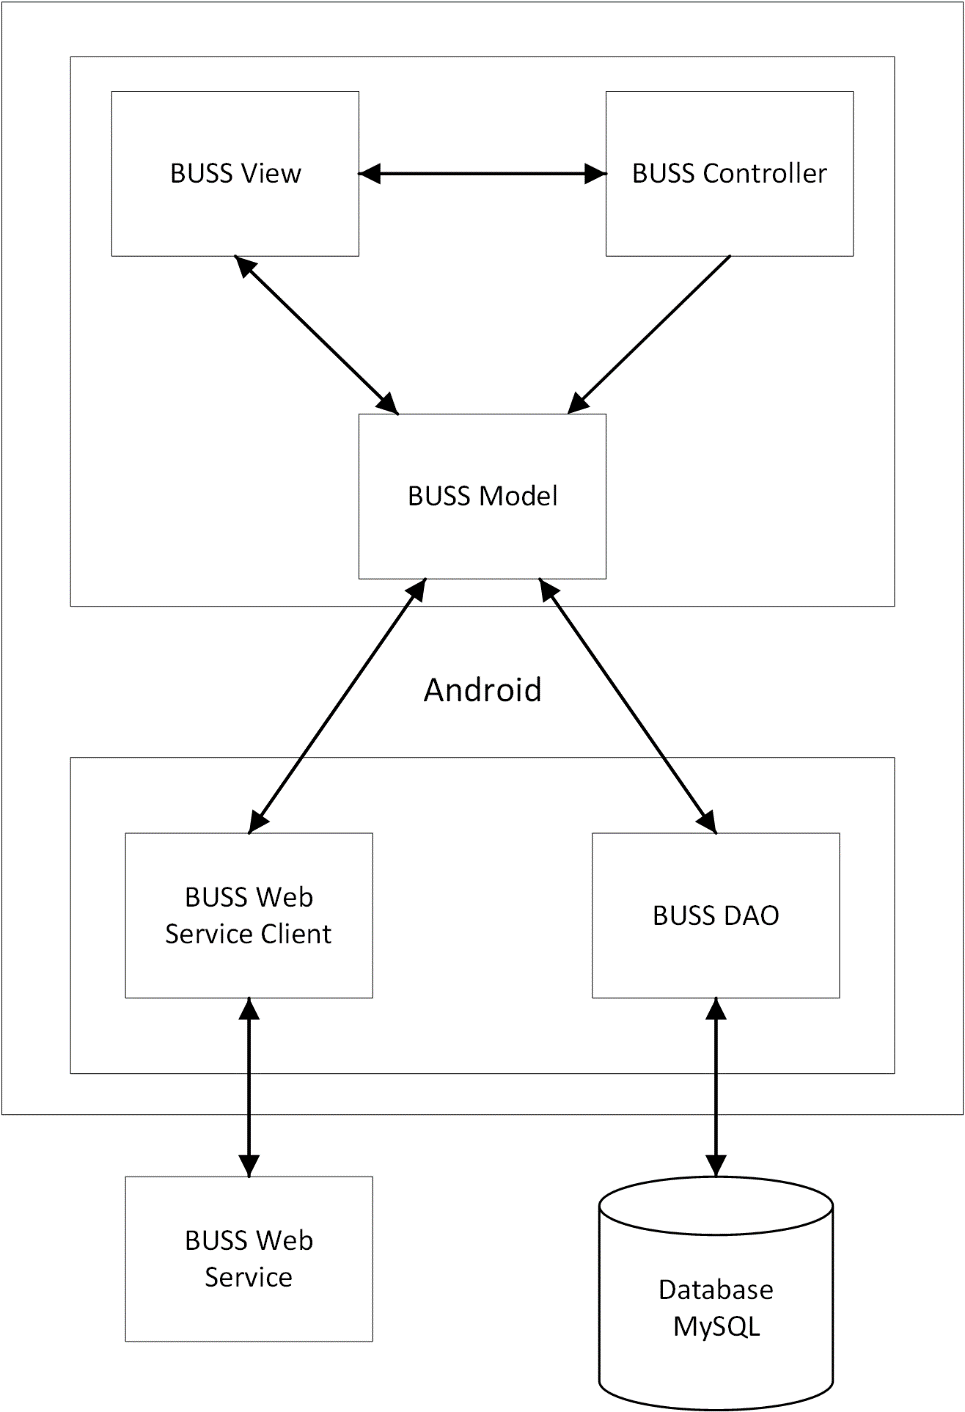 BUSS View
BUSS Controller
BUSS Model
Android
BUSS Web
Service Client
BUSS DAO
BUSS Web
Service
Database
MySQL